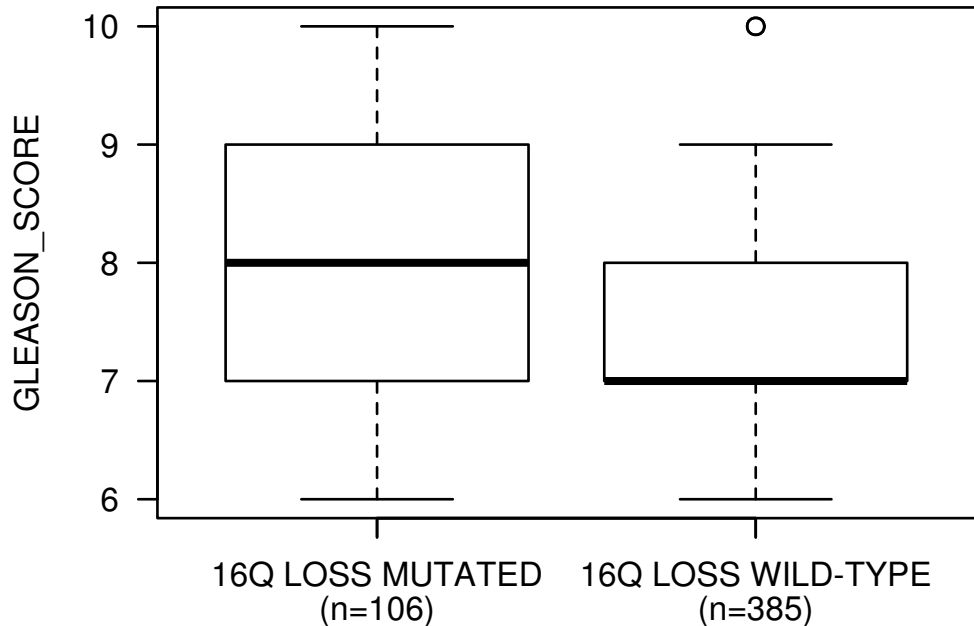 GLEASON_SCORE
10
9
8
7
6
16Q LOSS MUTATED
(n=106)
16Q LOSS WILD-TYPE
(n=385)